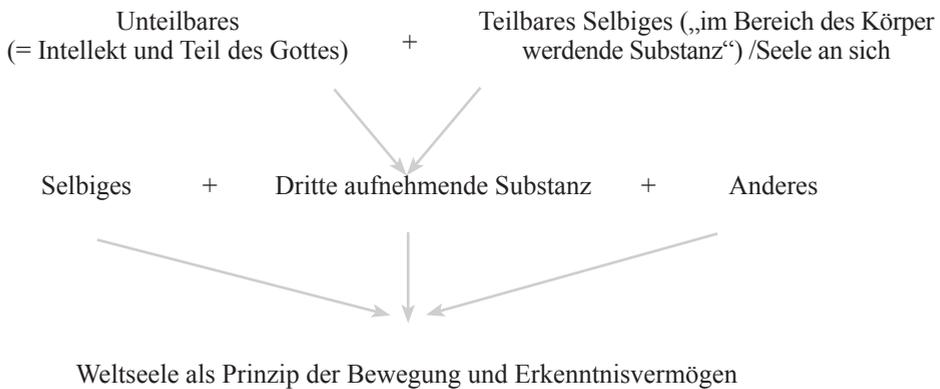 Unteilbares
(= Intellekt und Teil des Gottes)
+
Teilbares Selbiges („im Bereich des Körper
werdende Substanz“) /Seele an sich
Selbiges + Dritte aufnehmende Substanz + Anderes
Weltseele als Prinzip der Bewegung und Erkenntnisvermögen